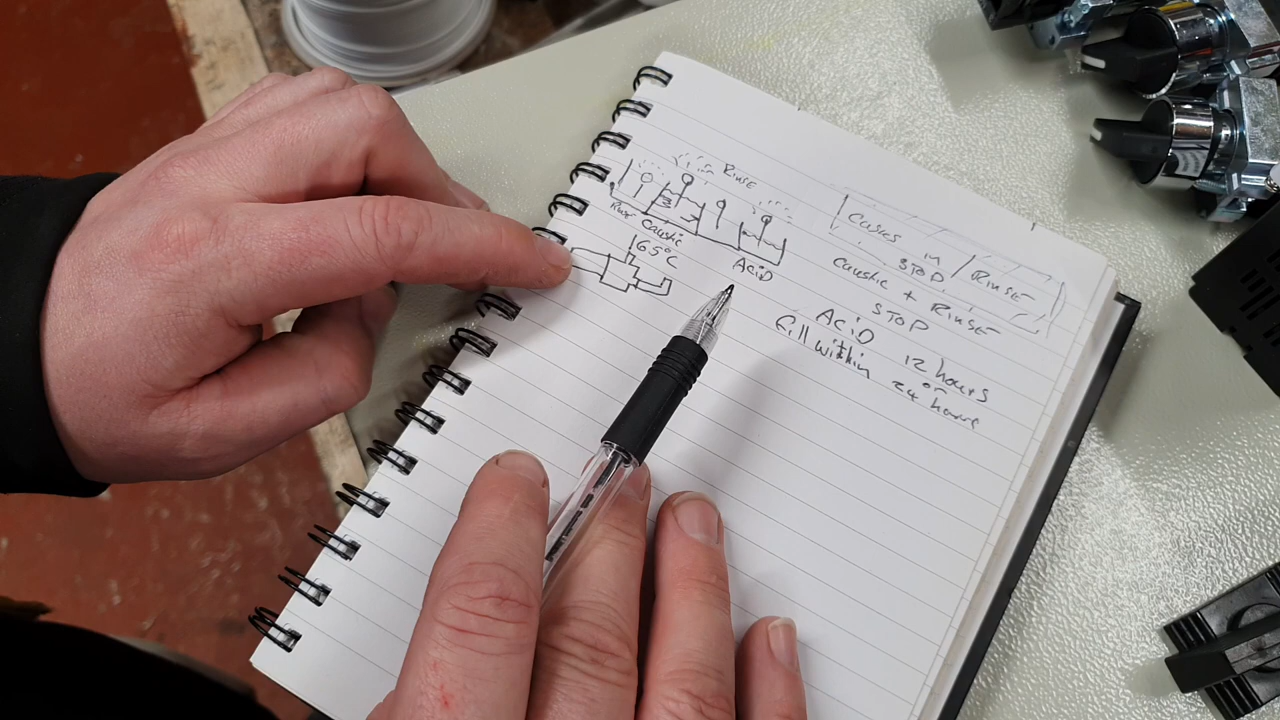 Rinse
Rinse Caustic
65°C
Acid
Casks in / Rinse
STOP
Caustic + Rinse
STOP
Acid 12 hours
fill within or
24 hours